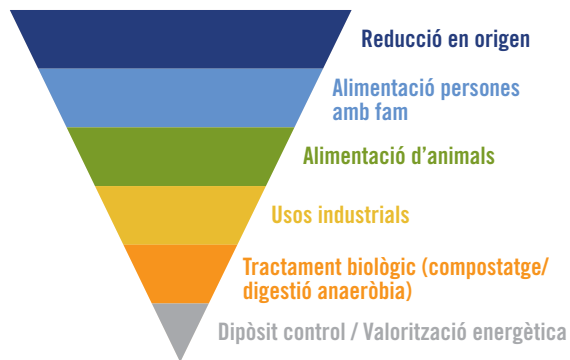 Reducció en origen
Alimentació persones
amb fam
Alimentació d’animals
Usos industrials
Tractament biològic (compostatge/
digestió anaeròbia)
Dipòsit control / Valorització energètica